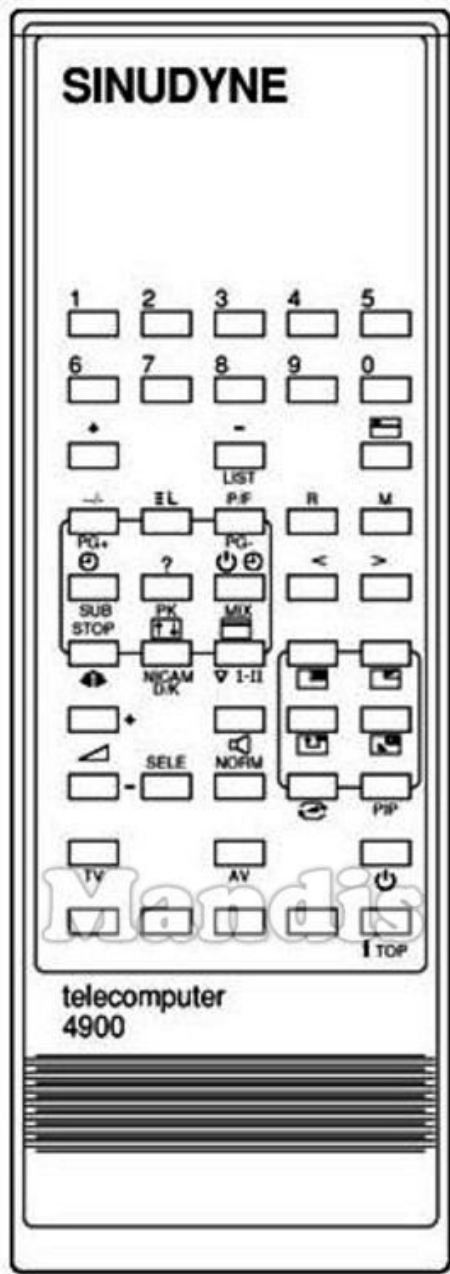 SINUDYNE
1 2 3 4 5
6 7 8 9 0
+ -
LIST
-/-- ΞL P/F R M
PG+ PG-
? < >
SUB PK MIX
STOP
NICAM I-II
D/K
+
SELE NORM
-
PIP
TV AV
Mandis
i TOP
telecomputer
4900